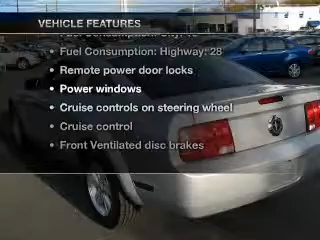 VEHICLE FEATURES
• Fuel Consumption: Highway: 28
• Remote power door locks
• Power windows
• Cruise controls on steering wheel
• Cruise control
• Front Ventilated disc brakes